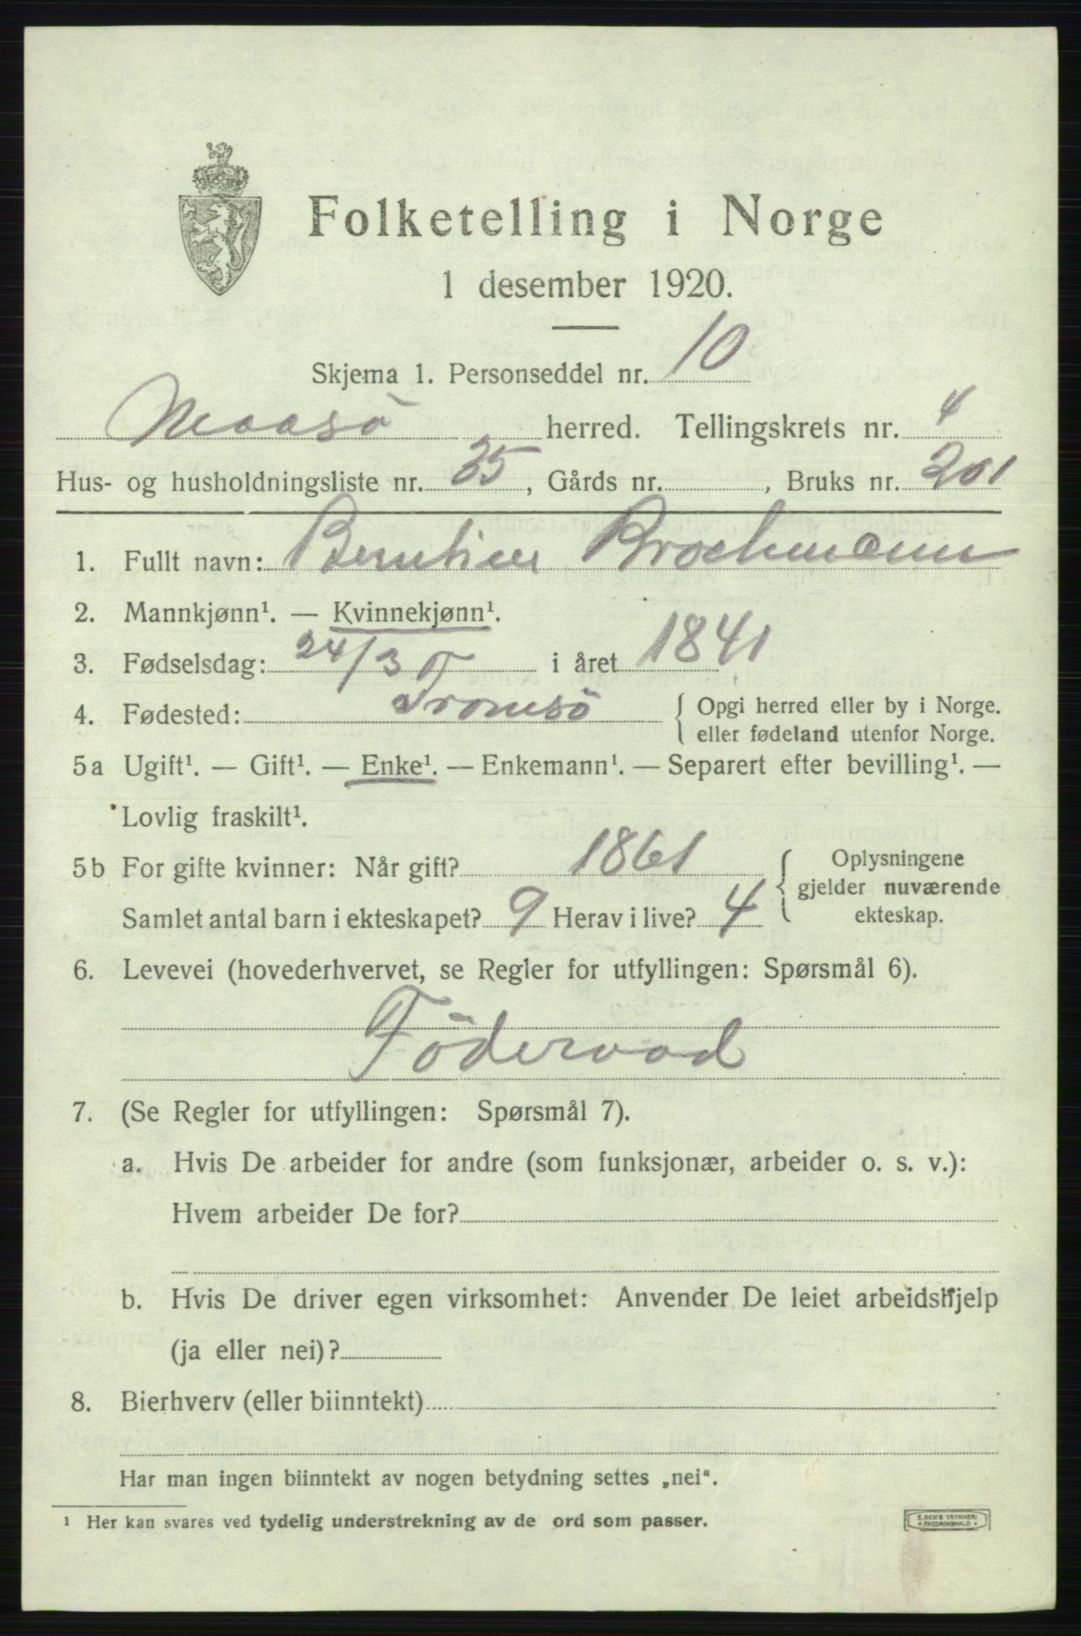 Folketelling i Norge
1 desember 1920.
Skjema 1. Personseddel nr. 10
Maasö herred. Tellingskrets nr. 4
Hus- og husholdningsliste nr. 35, Gårds nr. , Bruks nr. 201
1. Fullt navn: Berntine Brochmann
2. Mannkjønn¹. — Kvinnekjønn¹.
3. Fødselsdag: 24/3 i året 1841
4. Fødested: Tromsö { Opgi herred eller by i Norge.
eller fødeland utenfor Norge.
5a Ugift¹. — Gift¹. — Enke¹. — Enkemann¹. — Separert efter bevilling¹. —
Lovlig fraskilt¹.
5b For gifte kvinner: Når gift? 1861 { Oplysningene
gjelder nuværende
Samlet antal barn i ekteskapet? 9 Herav i live? 4 ekteskap.
6. Levevei (hovederhvervet, se Regler for utfyllingen: Spørsmål 6).
Föderaad
7. (Se Regler for utfyllingen: Spørsmål 7).
a. Hvis De arbeider for andre (som funksjonær, arbeider o. s. v.):
Hvem arbeider De for?
b. Hvis De driver egen virksomhet: Anvender De leiet arbeidshjelp
(ja eller nei)?
8. Bierhverv (eller biinntekt)
Har man ingen biinntekt av nogen betydning settes „nei“.
¹ Her kan svares ved tydelig understrekning av de ord som passer.
E. SEM'S TRYKKERI
FREDRIKSHALD